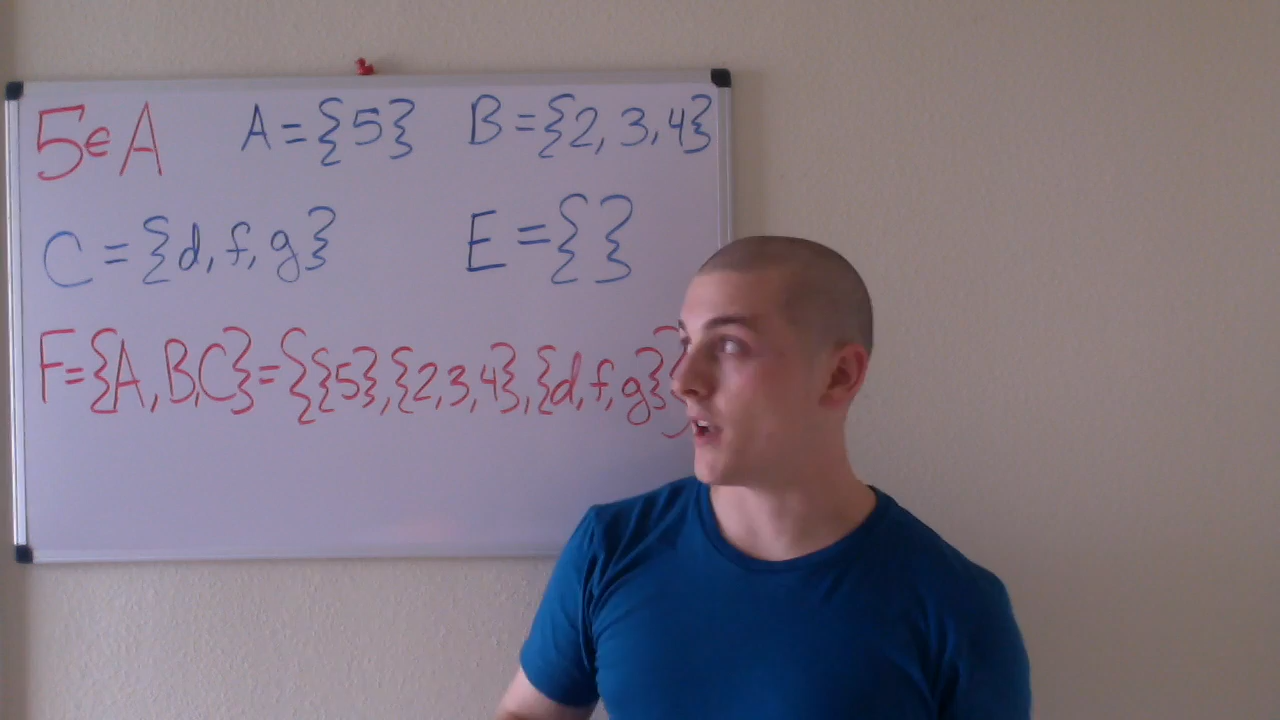 5∈A A={5} B={2,3,4}
C={d,f,g} E={}
F={A,B,C}={{5},{2,3,4},{d,f,g}}